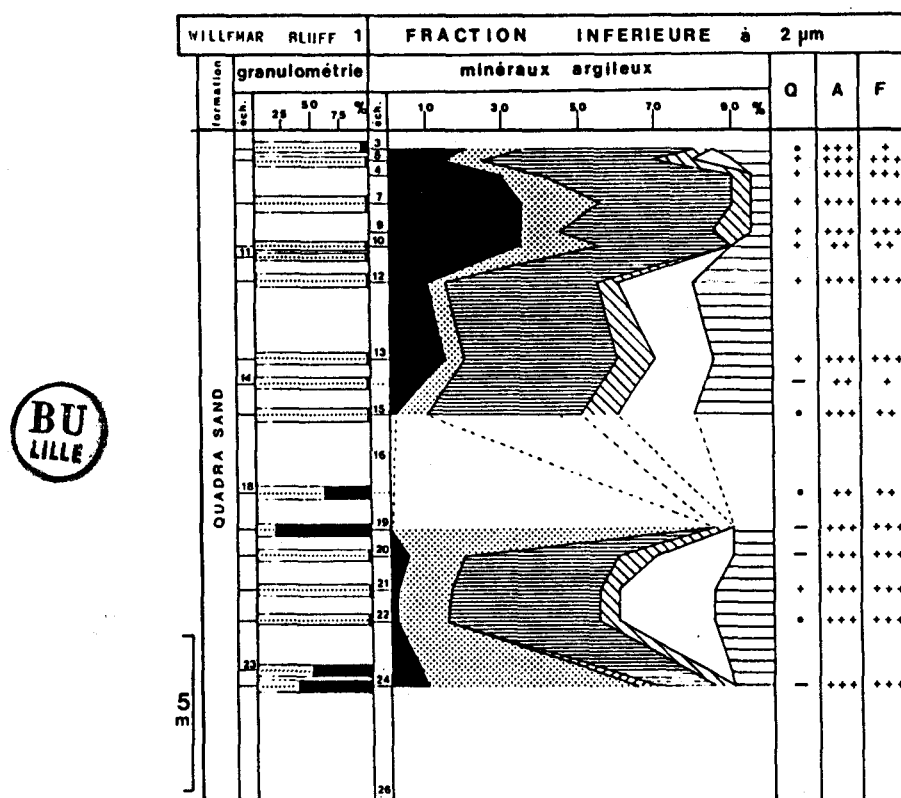 WILLEMAR BLUFF 1 FRACTION INFERIEURE à 2 µm
formation éch. granulométrie éch. minéraux argileux Q A F
25 50 75 % 10 30 50 70 90 %
3 • +++ +
5 + +++ +++
4 + +++ +++
7 + +++ +++
9 + +++ +++
10 + ++ ++
11
12 + +++ +++
13 + +++ +++
14 — ++ +
15 • +++ ++
16
18 • ++ ++
19 — +++ +++
20 — +++ +++
21 + +++ +++
22 • +++ +++
23
24 — +++ +++
26
QUADRA SAND
5 m
BU
LILLE